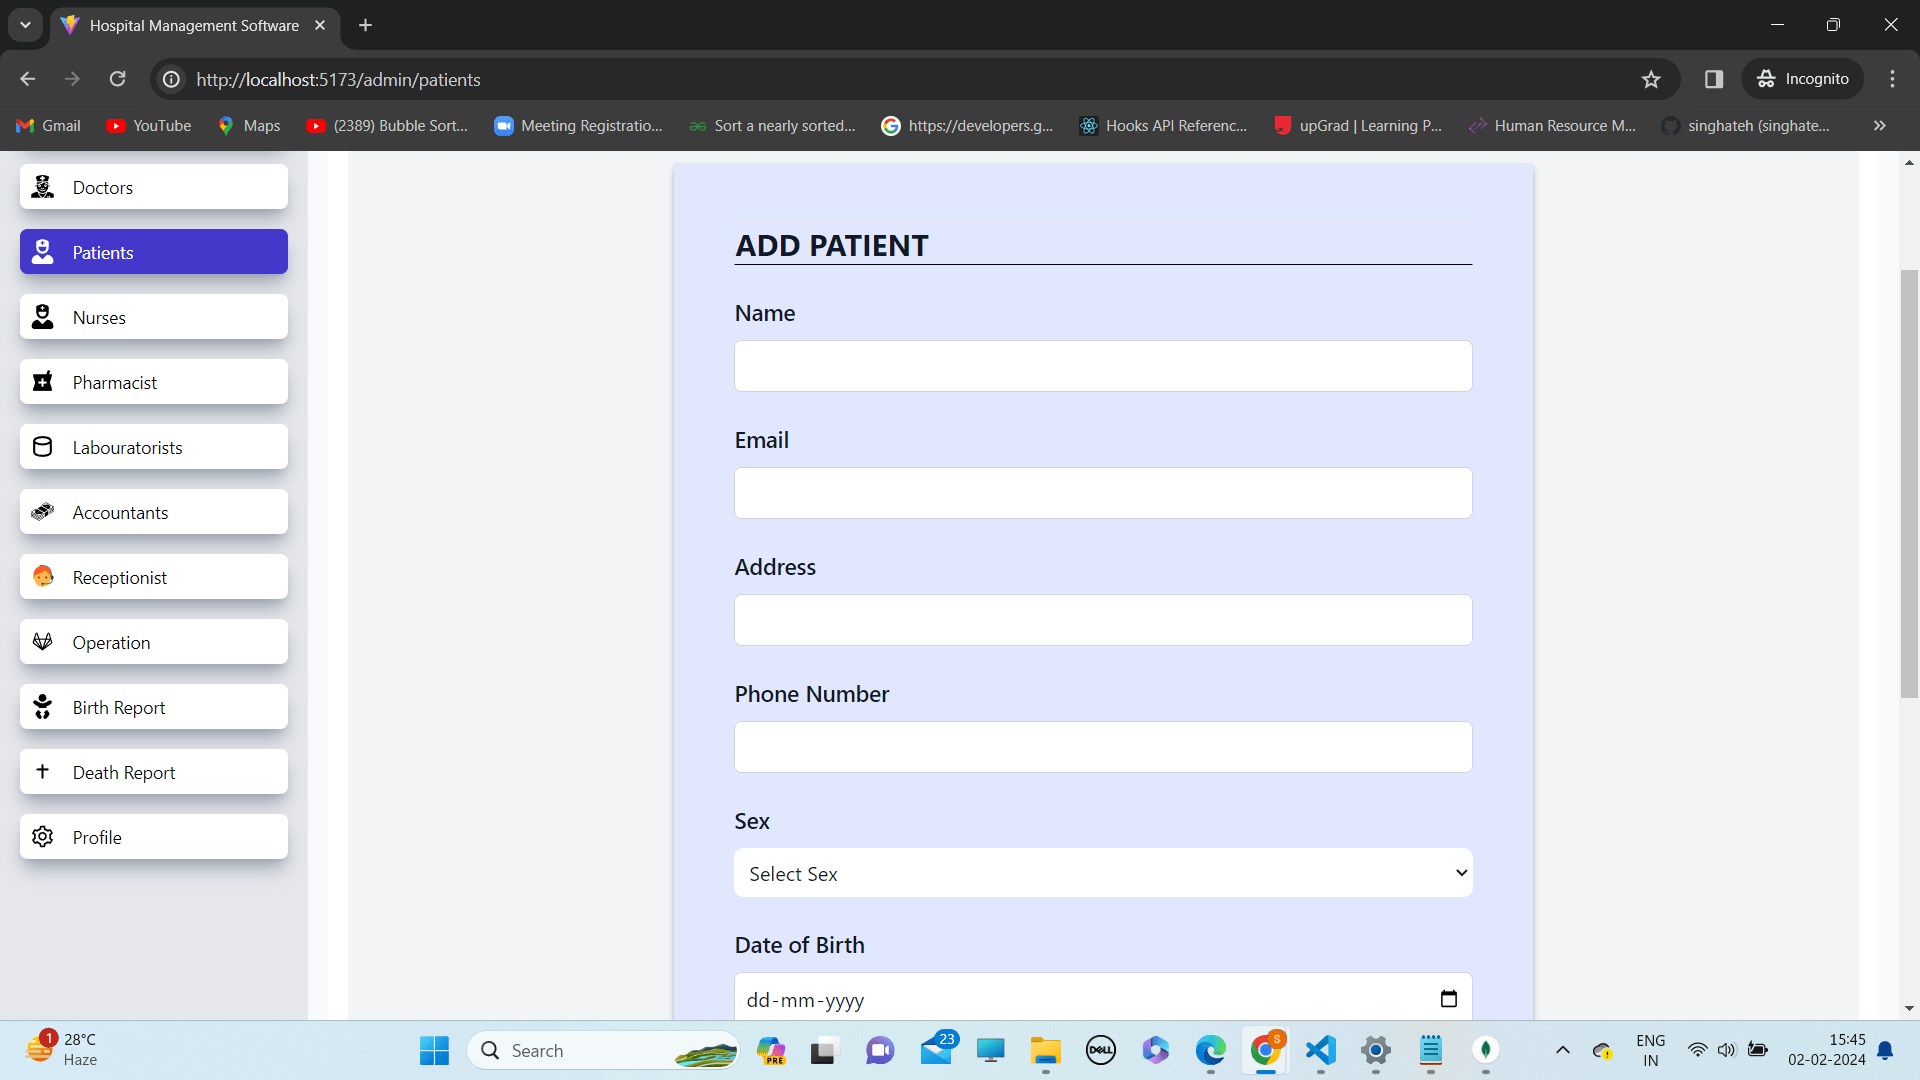 Hospital Management Software
http://localhost:5173/admin/patients
Incognito
Gmail
YouTube
Maps
(2389) Bubble Sort...
Meeting Registratio...
Sort a nearly sorted...
https://developers.g...
Hooks API Referenc...
upGrad | Learning P...
Human Resource M...
singhateh (singhate...
Doctors
Patients
Nurses
Pharmacist
Labouratorists
Accountants
Receptionist
Operation
Birth Report
Death Report
Profile
ADD PATIENT
Name
Email
Address
Phone Number
Sex
Select Sex
Date of Birth
dd-mm-yyyy
1
28°C
Haze
Search
PRE
23
DELL
S
ENG
IN
15:45
02-02-2024